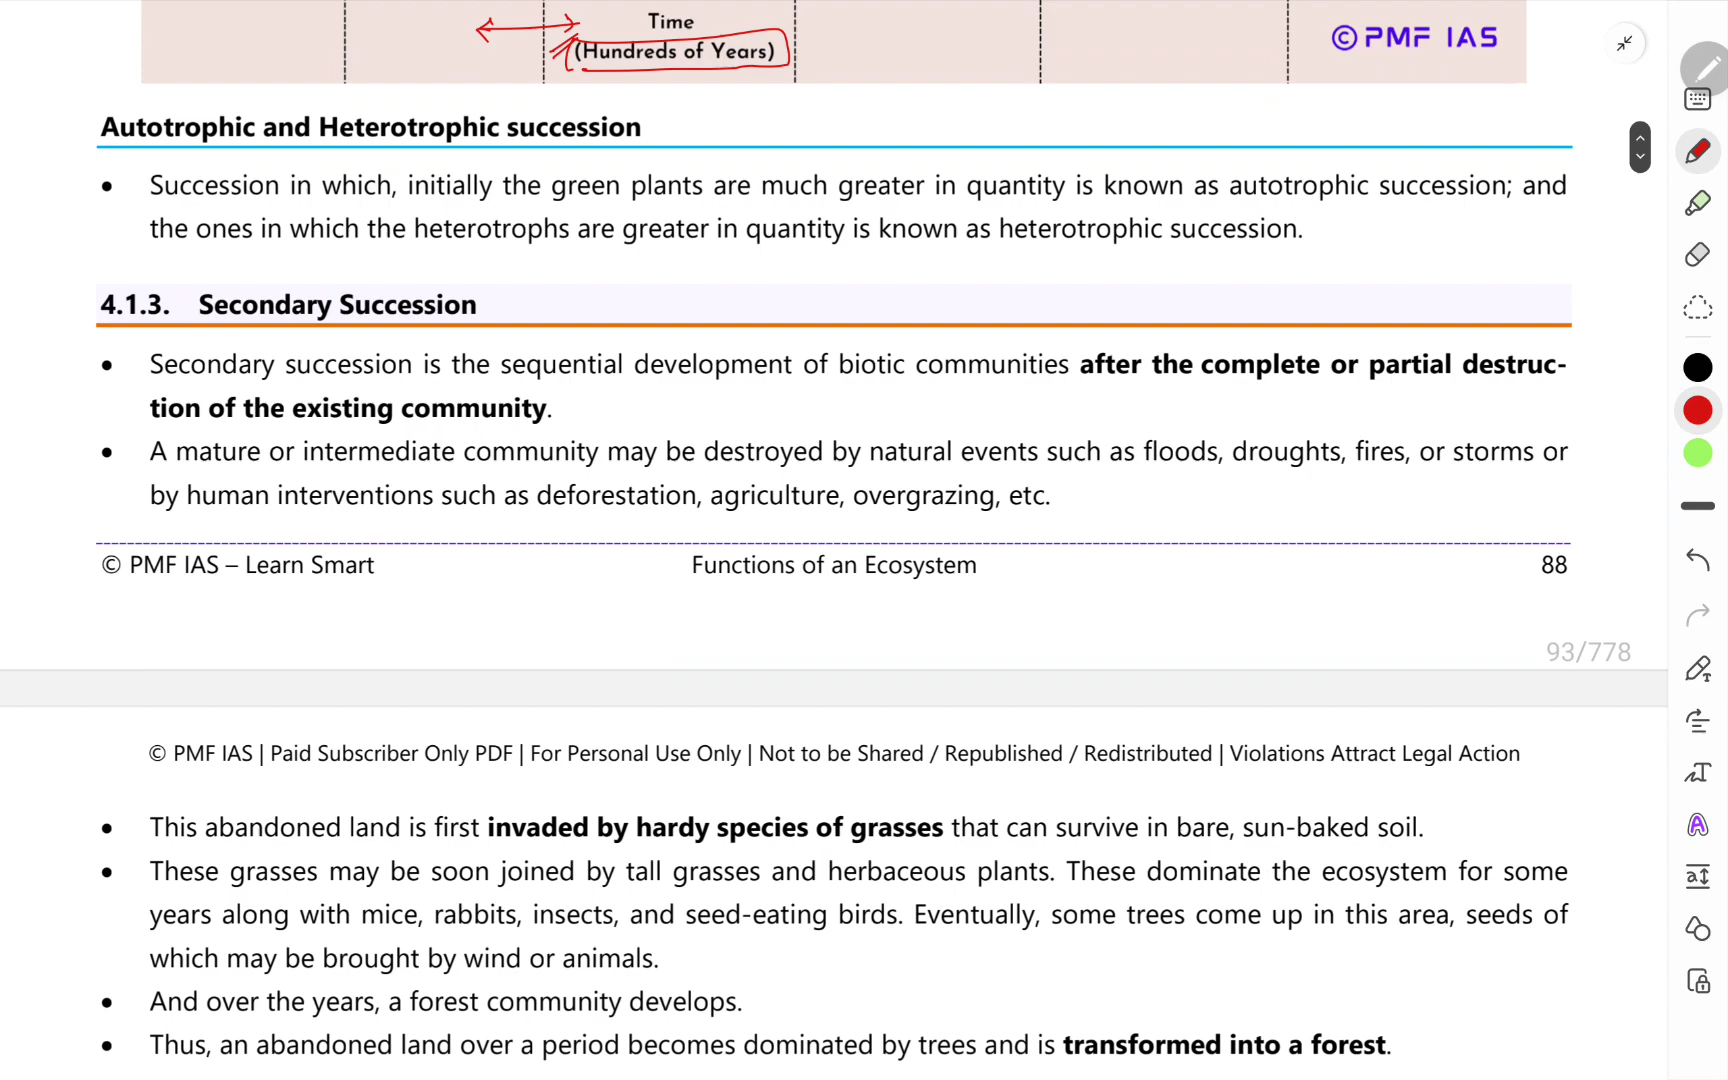 Time
(Hundreds of Years)
© PMF IAS
Autotrophic and Heterotrophic succession
• Succession in which, initially the green plants are much greater in quantity is known as autotrophic succession; and
the ones in which the heterotrophs are greater in quantity is known as heterotrophic succession.
4.1.3. Secondary Succession
• Secondary succession is the sequential development of biotic communities after the complete or partial destruc-
tion of the existing community.
• A mature or intermediate community may be destroyed by natural events such as floods, droughts, fires, or storms or
by human interventions such as deforestation, agriculture, overgrazing, etc.
© PMF IAS – Learn Smart Functions of an Ecosystem 88
93/778
© PMF IAS | Paid Subscriber Only PDF | For Personal Use Only | Not to be Shared / Republished / Redistributed | Violations Attract Legal Action
• This abandoned land is first invaded by hardy species of grasses that can survive in bare, sun-baked soil.
• These grasses may be soon joined by tall grasses and herbaceous plants. These dominate the ecosystem for some
years along with mice, rabbits, insects, and seed-eating birds. Eventually, some trees come up in this area, seeds of
which may be brought by wind or animals.
• And over the years, a forest community develops.
• Thus, an abandoned land over a period becomes dominated by trees and is transformed into a forest.